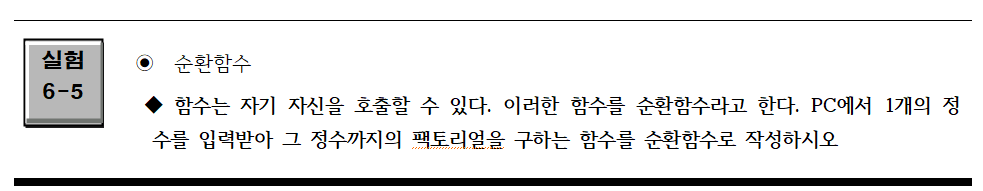 실험
6-5
◉ 순환함수
◆ 함수는 자기 자신을 호출할 수 있다. 이러한 함수를 순환함수라고 한다. PC에서 1개의 정
수를 입력받아 그 정수까지의 팩토리얼을 구하는 함수를 순환함수로 작성하시오